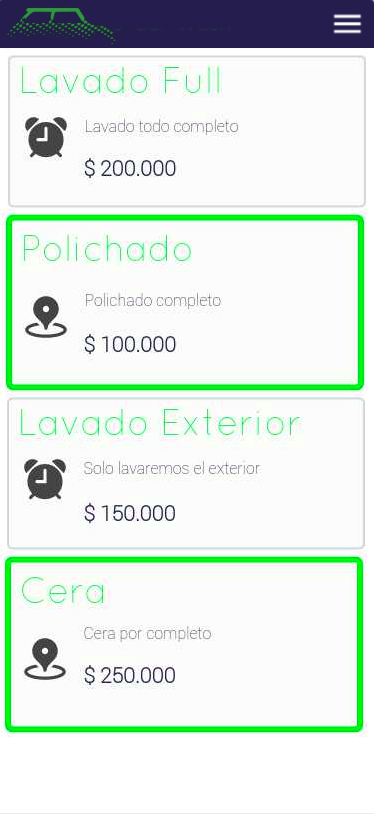 Lavado Full
Lavado todo completo
$ 200.000
Polichado
Polichado completo
$ 100.000
Lavado Exterior
Solo lavaremos el exterior
$ 150.000
Cera
Cera por completo
$ 250.000